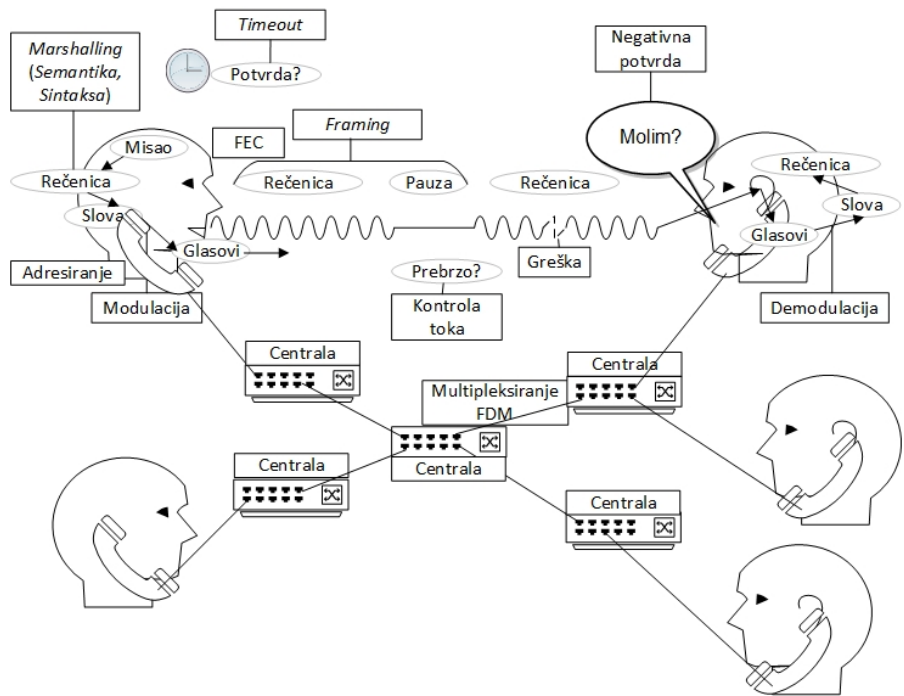 Timeout
Potvrda?
Negativna
potvrda
Marshalling
(Semantika,
Sintaksa)
Framing
FEC
Molim?
Misao
Rečenica
Slova
Glasovi
Rečenica
Pauza
Rečenica
Rečenica
Slova
Glasovi
Greška
Prebrzo?
Kontrola
toka
Adresiranje
Modulacija
Demodulacija
Centrala
Centrala
Multipleksiranje
FDM
Centrala
Centrala
Centrala